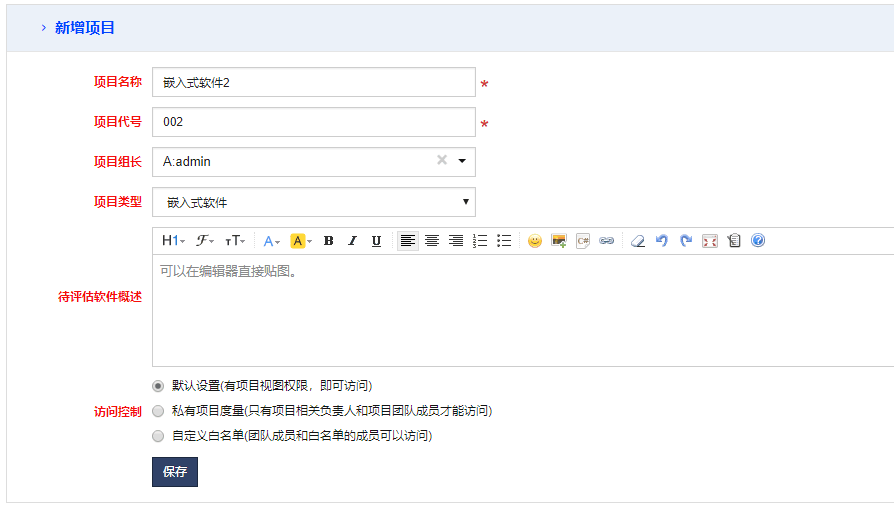 新增项目
项目名称 嵌入式软件2 *
项目代号 002 *
项目组长 A:admin
项目类型 嵌入式软件
H1 ℱ тT A A B I U C#
可以在编辑器直接贴图。
待评估软件概述
默认设置(有项目视图权限，即可访问)
访问控制 私有项目度量(只有项目相关负责人和项目团队成员才能访问)
自定义白名单(团队成员和白名单的成员可以访问)
保存